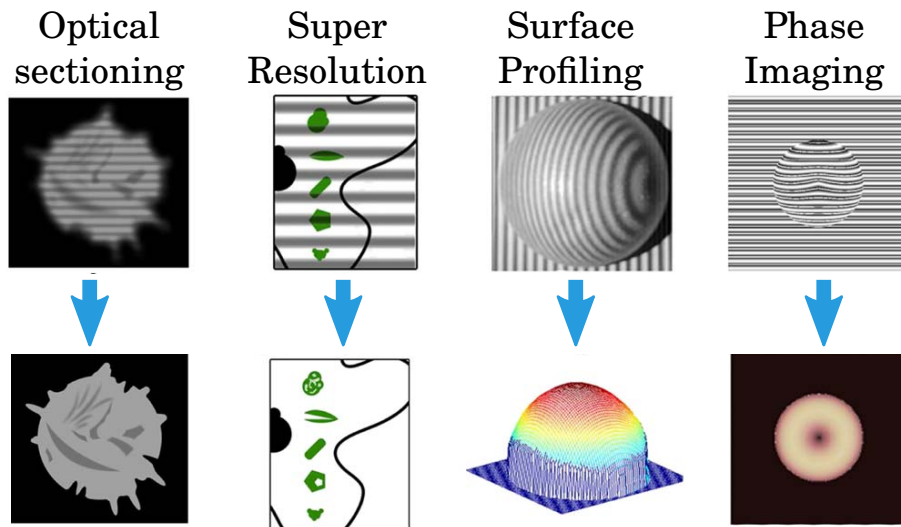 Optical
sectioning
Super
Resolution
Surface
Profiling
Phase
Imaging